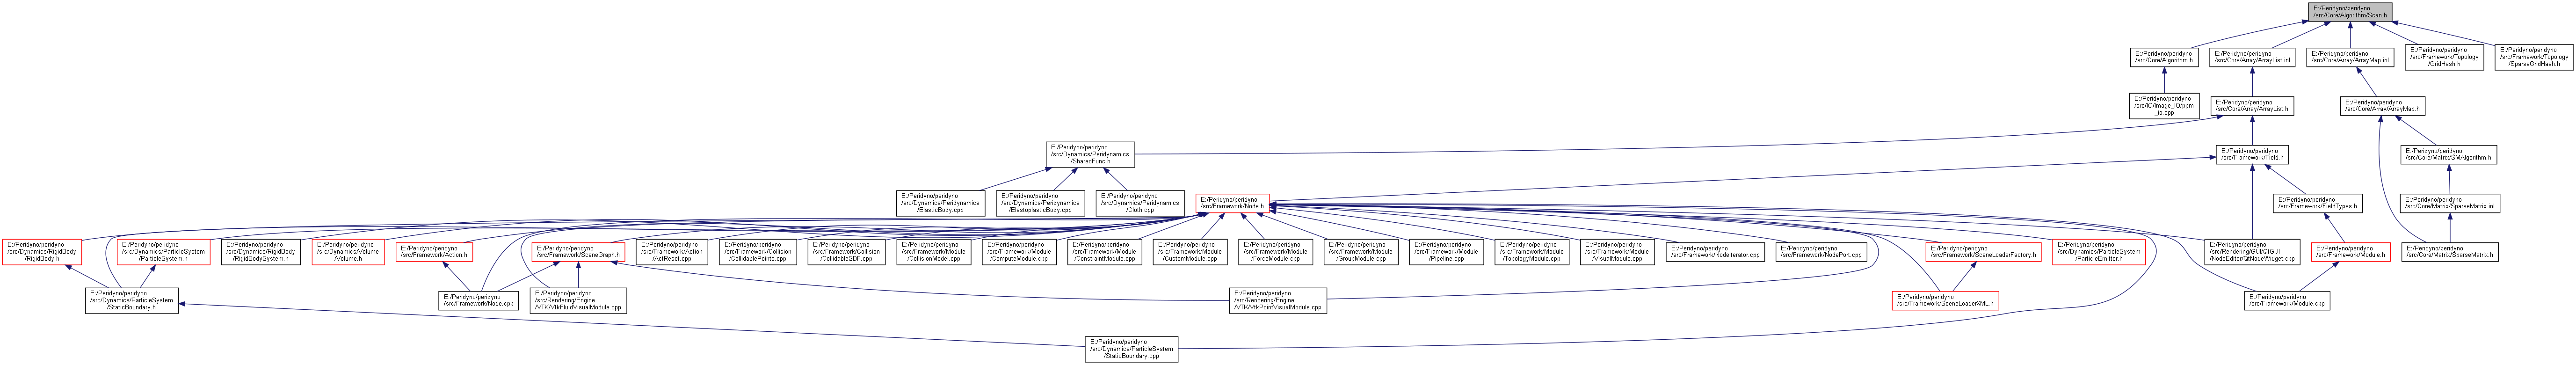 E:/Peridyno/peridyno
/src/Core/Algorithm/Scan.h
E:/Peridyno/peridyno
/src/Core/Algorithm.h
E:/Peridyno/peridyno
/src/Core/Array/ArrayList.inl
E:/Peridyno/peridyno
/src/Core/Array/ArrayMap.inl
E:/Peridyno/peridyno
/src/Framework/Topology
/GridHash.h
E:/Peridyno/peridyno
/src/Framework/Topology
/SparseGridHash.h
E:/Peridyno/peridyno
/src/IO/Image_IO/ppm
_io.cpp
E:/Peridyno/peridyno
/src/Core/Array/ArrayList.h
E:/Peridyno/peridyno
/src/Core/Array/ArrayMap.h
E:/Peridyno/peridyno
/src/Dynamics/Peridynamics
/SharedFunc.h
E:/Peridyno/peridyno
/src/Framework/Field.h
E:/Peridyno/peridyno
/src/Core/Matrix/SMAlgorithm.h
E:/Peridyno/peridyno
/src/Dynamics/Peridynamics
/ElasticBody.cpp
E:/Peridyno/peridyno
/src/Dynamics/Peridynamics
/ElastoplasticBody.cpp
E:/Peridyno/peridyno
/src/Dynamics/Peridynamics
/Cloth.cpp
E:/Peridyno/peridyno
/src/Framework/Node.h
E:/Peridyno/peridyno
/src/Framework/FieldTypes.h
E:/Peridyno/peridyno
/src/Core/Matrix/SparseMatrix.inl
E:/Peridyno/peridyno
/src/Dynamics/RigidBody
/RigidBody.h
E:/Peridyno/peridyno
/src/Dynamics/ParticleSystem
/ParticleSystem.h
E:/Peridyno/peridyno
/src/Dynamics/RigidBody
/RigidBodySystem.h
E:/Peridyno/peridyno
/src/Dynamics/Volume
/Volume.h
E:/Peridyno/peridyno
/src/Framework/Action.h
E:/Peridyno/peridyno
/src/Framework/SceneGraph.h
E:/Peridyno/peridyno
/src/Framework/Action
/ActReset.cpp
E:/Peridyno/peridyno
/src/Framework/Collision
/CollidablePoints.cpp
E:/Peridyno/peridyno
/src/Framework/Collision
/CollidableSDF.cpp
E:/Peridyno/peridyno
/src/Framework/Module
/CollisionModel.cpp
E:/Peridyno/peridyno
/src/Framework/Module
/ComputeModule.cpp
E:/Peridyno/peridyno
/src/Framework/Module
/ConstraintModule.cpp
E:/Peridyno/peridyno
/src/Framework/Module
/CustomModule.cpp
E:/Peridyno/peridyno
/src/Framework/Module
/ForceModule.cpp
E:/Peridyno/peridyno
/src/Framework/Module
/GroupModule.cpp
E:/Peridyno/peridyno
/src/Framework/Module
/Pipeline.cpp
E:/Peridyno/peridyno
/src/Framework/Module
/TopologyModule.cpp
E:/Peridyno/peridyno
/src/Framework/Module
/VisualModule.cpp
E:/Peridyno/peridyno
/src/Framework/NodeIterator.cpp
E:/Peridyno/peridyno
/src/Framework/NodePort.cpp
E:/Peridyno/peridyno
/src/Framework/SceneLoaderFactory.h
E:/Peridyno/peridyno
/src/Dynamics/ParticleSystem
/ParticleEmitter.h
E:/Peridyno/peridyno
/src/Rendering/GUI/QtGUI
/NodeEditor/QtNodeWidget.cpp
E:/Peridyno/peridyno
/src/Framework/Module.h
E:/Peridyno/peridyno
/src/Core/Matrix/SparseMatrix.h
E:/Peridyno/peridyno
/src/Dynamics/ParticleSystem
/StaticBoundary.h
E:/Peridyno/peridyno
/src/Framework/Node.cpp
E:/Peridyno/peridyno
/src/Rendering/Engine
/VTK/VtkFluidVisualModule.cpp
E:/Peridyno/peridyno
/src/Rendering/Engine
/VTK/VtkPointVisualModule.cpp
E:/Peridyno/peridyno
/src/Framework/SceneLoaderXML.h
E:/Peridyno/peridyno
/src/Framework/Module.cpp
E:/Peridyno/peridyno
/src/Dynamics/ParticleSystem
/StaticBoundary.cpp